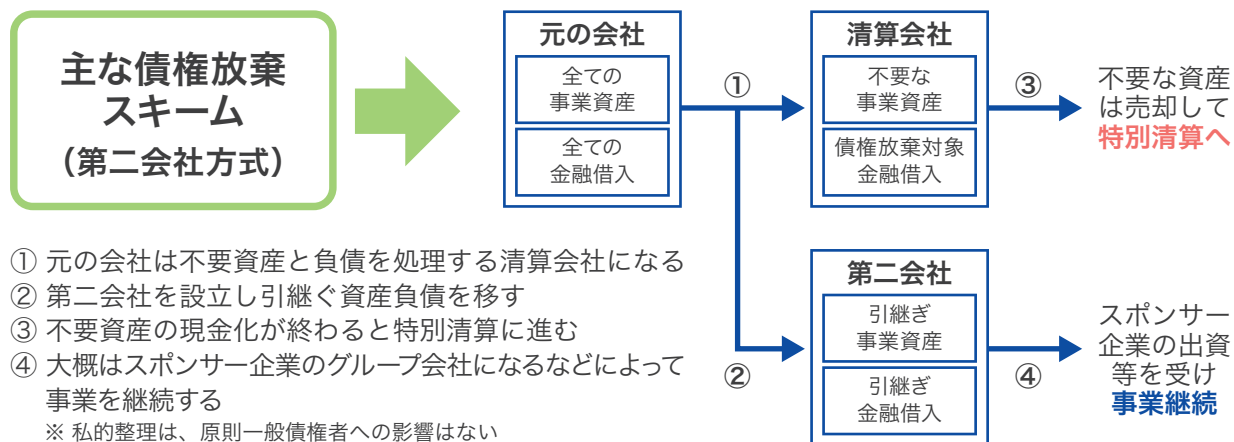 主な債権放棄
スキーム
（第二会社方式）
元の会社
全ての
事業資産
全ての
金融借入
①
清算会社
不要な
事業資産
債権放棄対象
金融借入
③
不要な資産
は売却して
特別清算へ
① 元の会社は不要資産と負債を処理する清算会社になる
② 第二会社を設立し引継ぐ資産負債を移す
③ 不要資産の現金化が終わると特別清算に進む
④ 大概はスポンサー企業のグループ会社になるなどによって
事業を継続する
※ 私的整理は、原則一般債権者への影響はない
②
第二会社
引継ぎ
事業資産
引継ぎ
金融借入
④
スポンサー
企業の出資
等を受け
事業継続